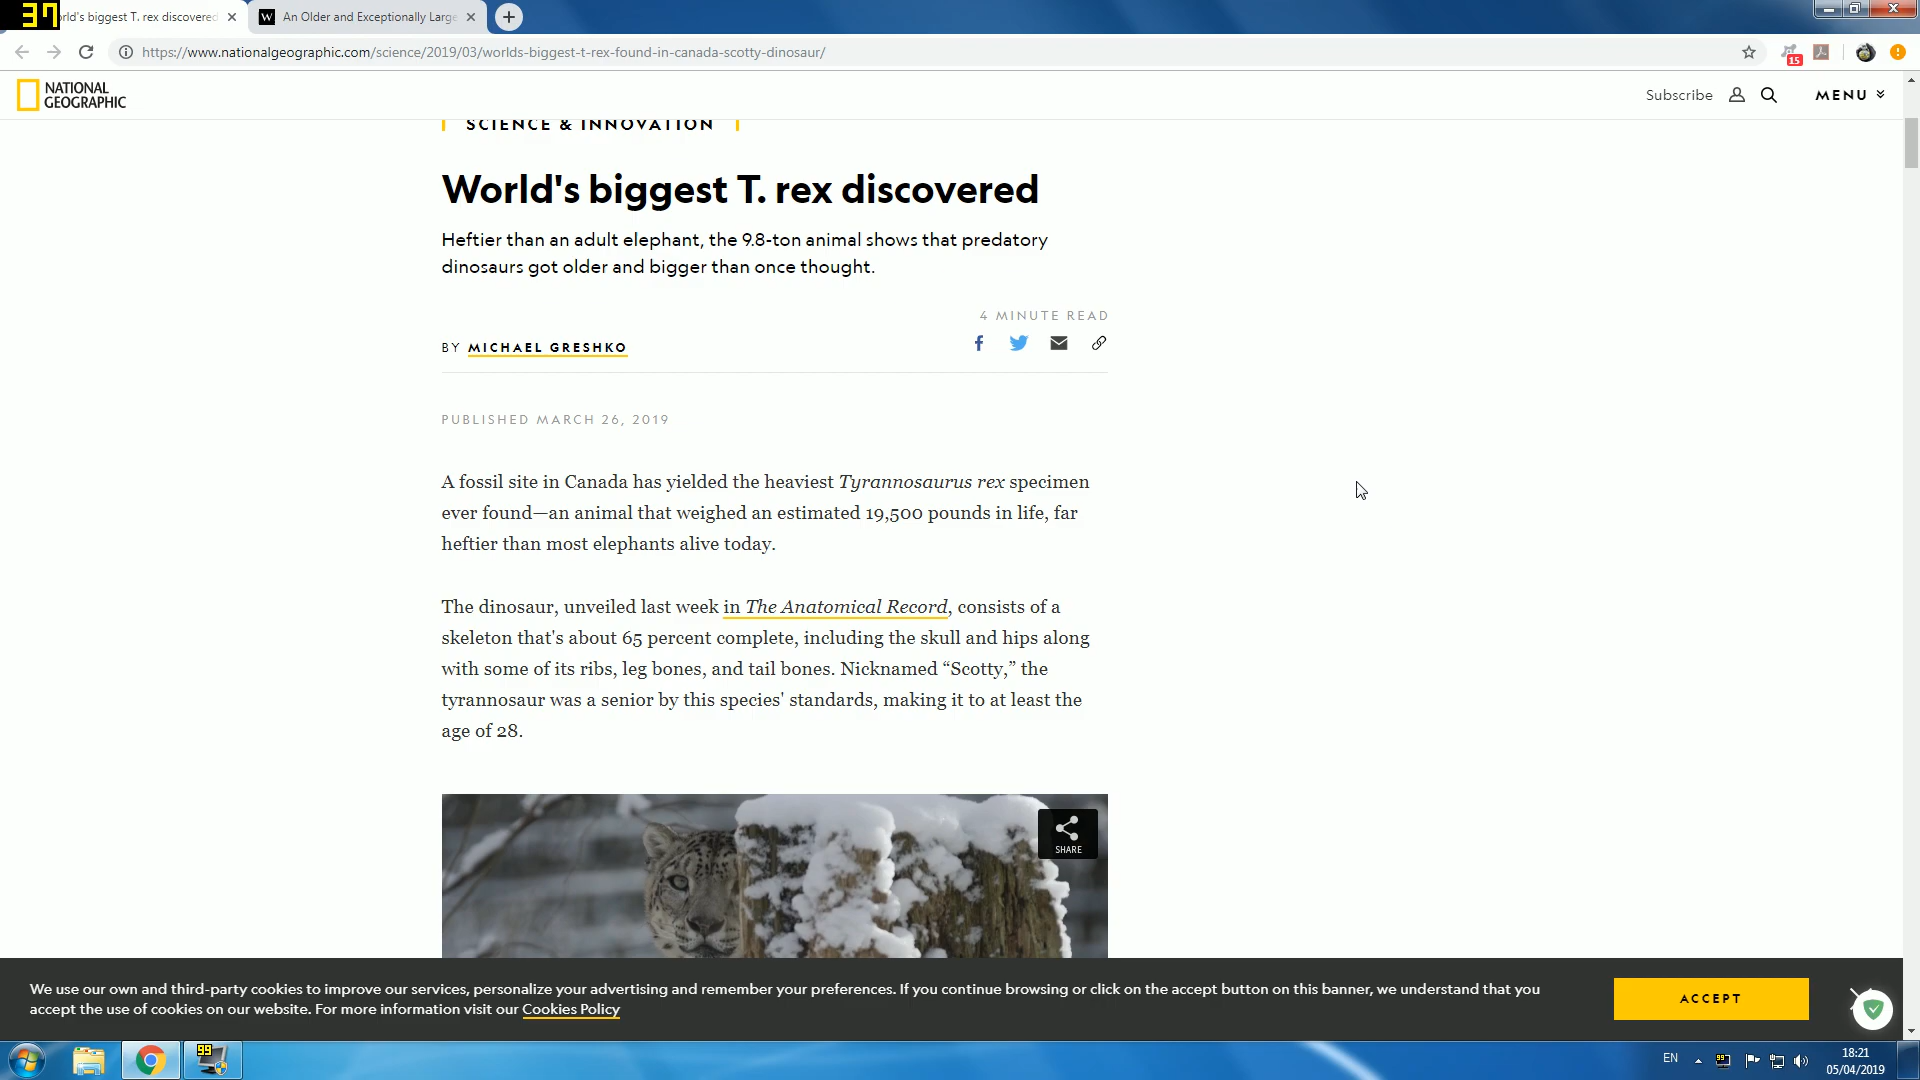 37
rld's biggest T. rex discovered
An Older and Exceptionally Large
https://www.nationalgeographic.com/science/2019/03/worlds-biggest-t-rex-found-in-canada-scotty-dinosaur/
15
NATIONAL
GEOGRAPHIC
Subscribe
MENU
SCIENCE & INNOVATION
World's biggest T. rex discovered
Heftier than an adult elephant, the 9.8-ton animal shows that predatory
dinosaurs got older and bigger than once thought.
4 MINUTE READ
BY MICHAEL GRESHKO
PUBLISHED MARCH 26, 2019
A fossil site in Canada has yielded the heaviest Tyrannosaurus rex specimen
ever found—an animal that weighed an estimated 19,500 pounds in life, far
heftier than most elephants alive today.
The dinosaur, unveiled last week in The Anatomical Record, consists of a
skeleton that's about 65 percent complete, including the skull and hips along
with some of its ribs, leg bones, and tail bones. Nicknamed “Scotty,” the
tyrannosaur was a senior by this species' standards, making it to at least the
age of 28.
SHARE
We use our own and third-party cookies to improve our services, personalize your advertising and remember your preferences. If you continue browsing or click on the accept button on this banner, we understand that you
accept the use of cookies on our website. For more information visit our Cookies Policy
ACCEPT
99
EN
99
18:21
05/04/2019